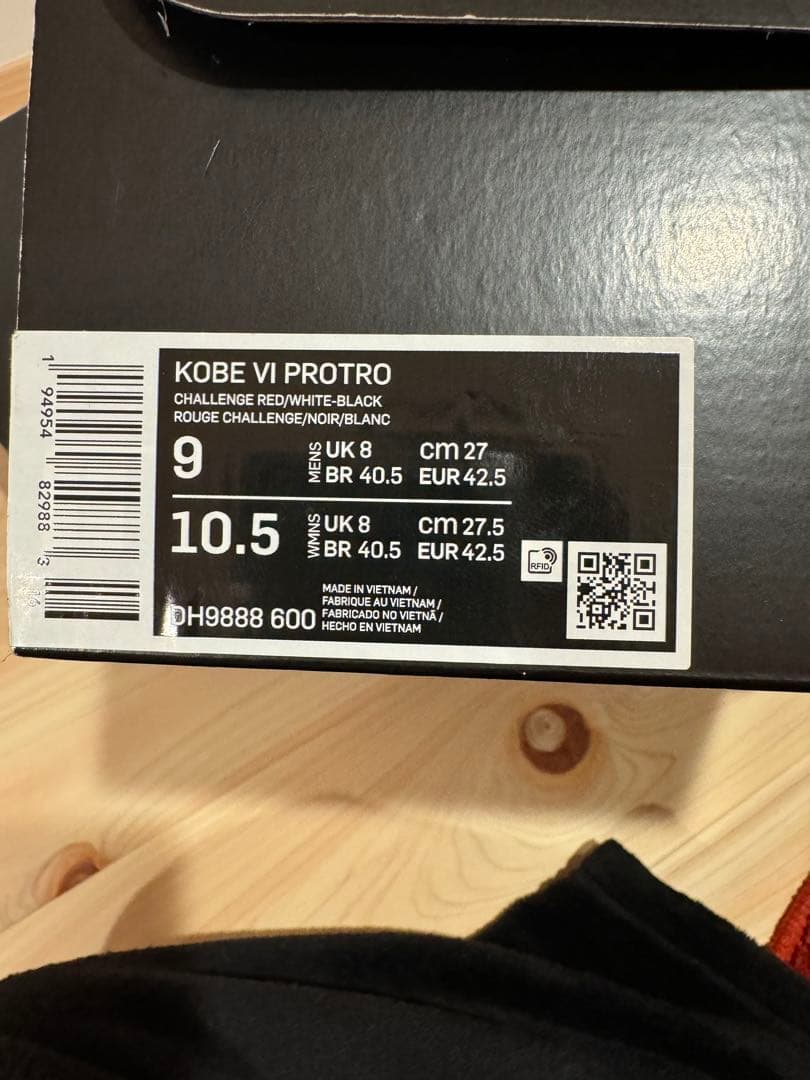 KOBE VI PROTRO
CHALLENGE RED/WHITE-BLACK
ROUGE CHALLENGE/NOIR/BLANC
9 MENS UK 8 cm 27
BR 40.5 EUR 42.5
10.5 WMNS UK 8 cm 27.5
BR 40.5 EUR 42.5
RFID
DH9888 600
MADE IN VIETNAM /
FABRIQUE AU VIETNAM /
FABRICADO NO VIETNÃ /
HECHO EN VIETNAM
1 94954 82988 3